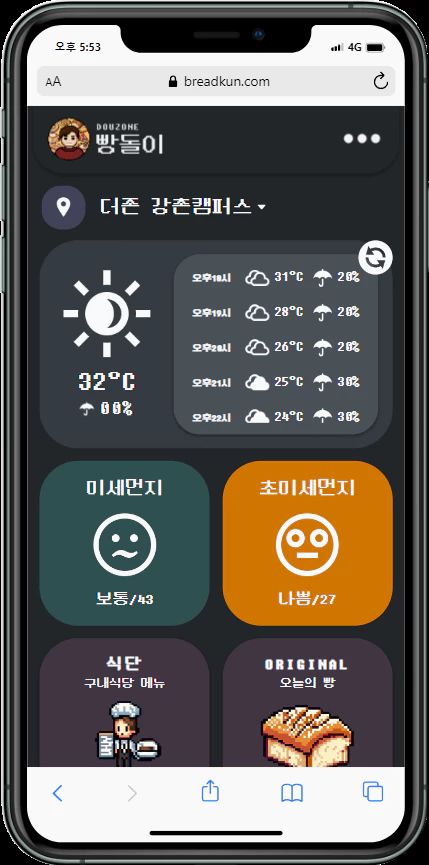 오후 5:53
4G
AA
breadkun.com
DOUZONE
빵돌이
더존 강촌캠퍼스
오후18시 31°C 20%
오후19시 28°C 20%
오후20시 26°C 20%
오후21시 25°C 30%
오후22시 24°C 30%
32°C
00%
미세먼지
보통/43
초미세먼지
나쁨/27
식단
구내식당 메뉴
ORIGINAL
오늘의 빵